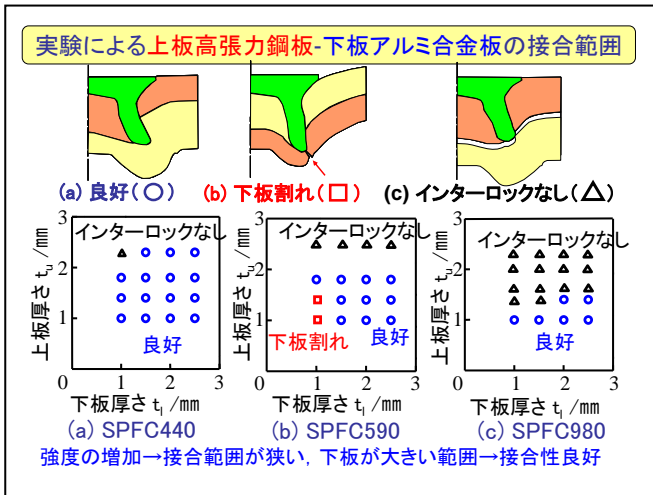 実験による上板高張力鋼板-下板アルミ合金板の接合範囲
(a) 良好(○)
(b) 下板割れ(□)
(c) インターロックなし(△)
上板厚さ t_u /mm
3
2
1
0
インターロックなし
良好
1
2
3
下板厚さ t_l /mm
(a) SPFC440
上板厚さ t_u /mm
3
2
1
0
インターロックなし
下板割れ
良好
1
2
3
下板厚さ t_l /mm
(b) SPFC590
上板厚さ t_u /mm
3
2
1
0
インターロックなし
良好
1
2
3
下板厚さ t_l /mm
(c) SPFC980
強度の増加→接合範囲が狭い, 下板が大きい範囲→接合性良好